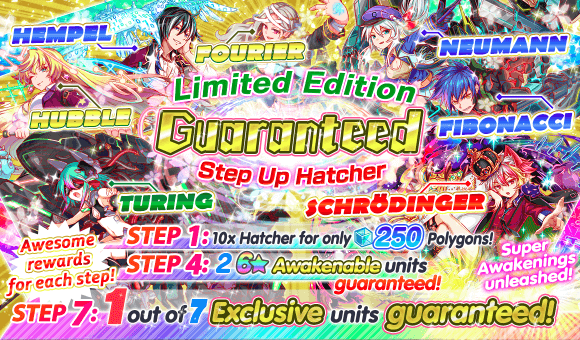 HEMPEL
FOURIER
NEUMANN
Limited Edition
HUBBLE
Guaranteed
FIBONACCI
Step Up Hatcher
TURING
SCHRÖDINGER
Awesome
rewards
for each step!
STEP 1: 10x Hatcher for only 250 Polygons!
STEP 4: 2 6★ Awakenable units
guaranteed!
Super
Awakenings
unleashed!
STEP 7: 1 out of 7 Exclusive units guaranteed!